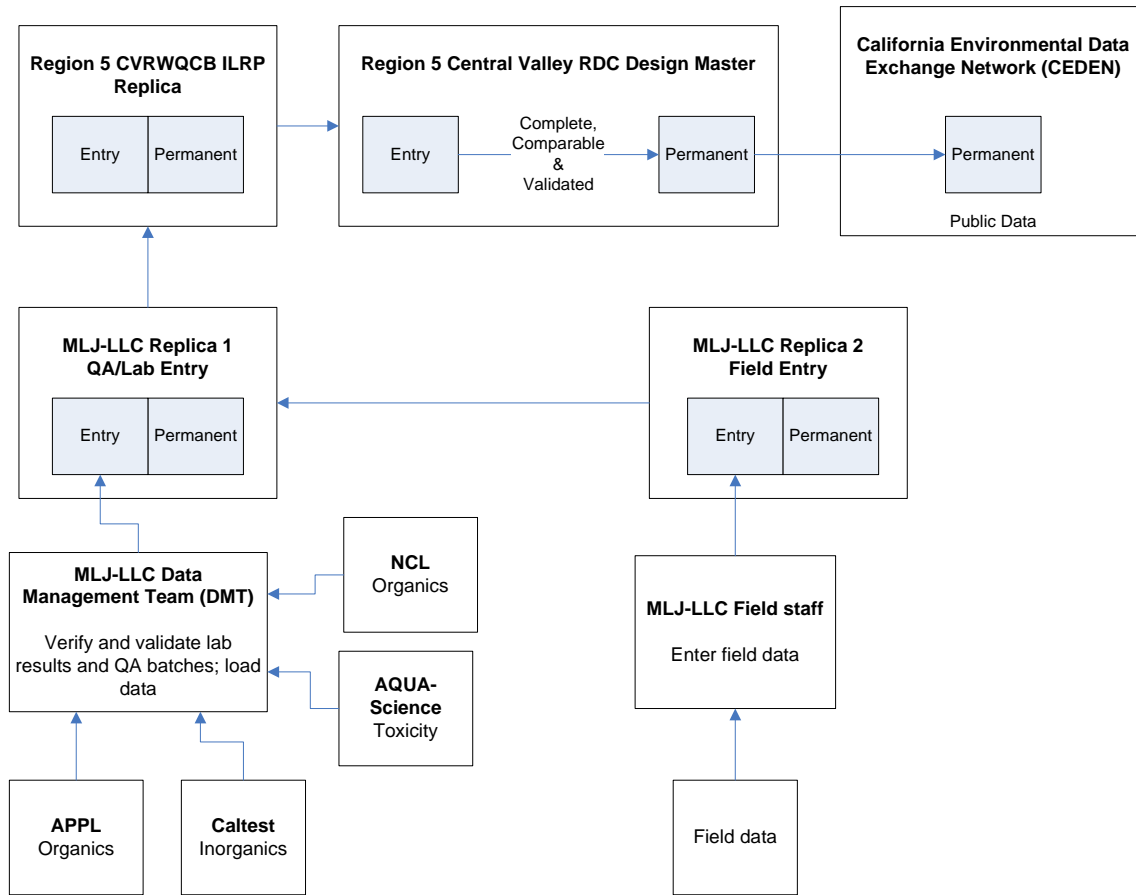 Region 5 CVRWQCB ILRP
Replica
Entry
Permanent
Region 5 Central Valley RDC Design Master
Entry
Complete,
Comparable
&
Validated
Permanent
California Environmental Data
Exchange Network (CEDEN)
Permanent
Public Data
MLJ-LLC Replica 1
QA/Lab Entry
Entry
Permanent
MLJ-LLC Replica 2
Field Entry
Entry
Permanent
MLJ-LLC Data
Management Team (DMT)
Verify and validate lab
results and QA batches; load
data
NCL
Organics
AQUA-
Science
Toxicity
MLJ-LLC Field staff
Enter field data
APPL
Organics
Caltest
Inorganics
Field data